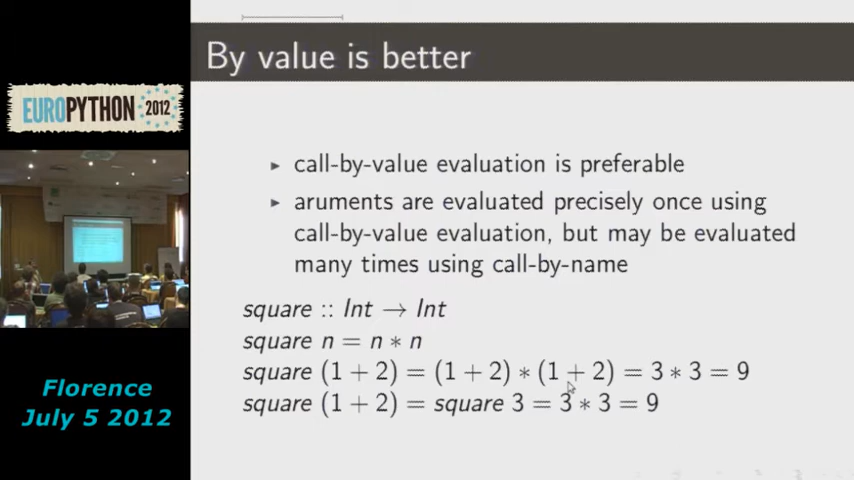 By value is better
EUROPYTHON 2012
▸ call-by-value evaluation is preferable
▸ aruments are evaluated precisely once using
call-by-value evaluation, but may be evaluated
many times using call-by-name
square :: Int → Int
square n = n ∗ n
square (1 + 2) = (1 + 2) ∗ (1 + 2) = 3 ∗ 3 = 9
square (1 + 2) = square 3 = 3 ∗ 3 = 9
Florence
July 5 2012